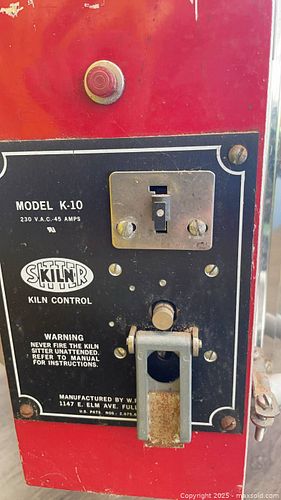 MODEL K-10
230 V.A.C.-45 AMPS
SITTER
KILN
KILN CONTROL
WARNING
NEVER FIRE THE KILN
SITTER UNATTENDED.
REFER TO MANUAL
FOR INSTRUCTIONS.
MANUFACTURED BY W.
1147 E. ELM AVE. FULL
U.S. PATS. NOS.
Copyright 2025 - maxsold.com